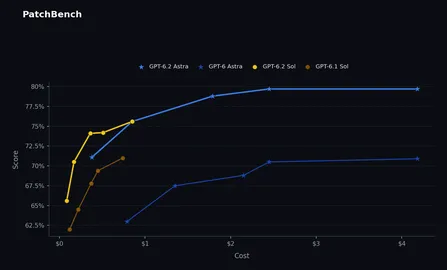 PatchBench
GPT-6.2 Astra
GPT-6 Astra
GPT-6.2 Sol
GPT-6.1 Sol
80%
77.5%
75%
72.5%
70%
67.5%
65%
62.5%
Score
$0
$1
$2
$3
$4
Cost